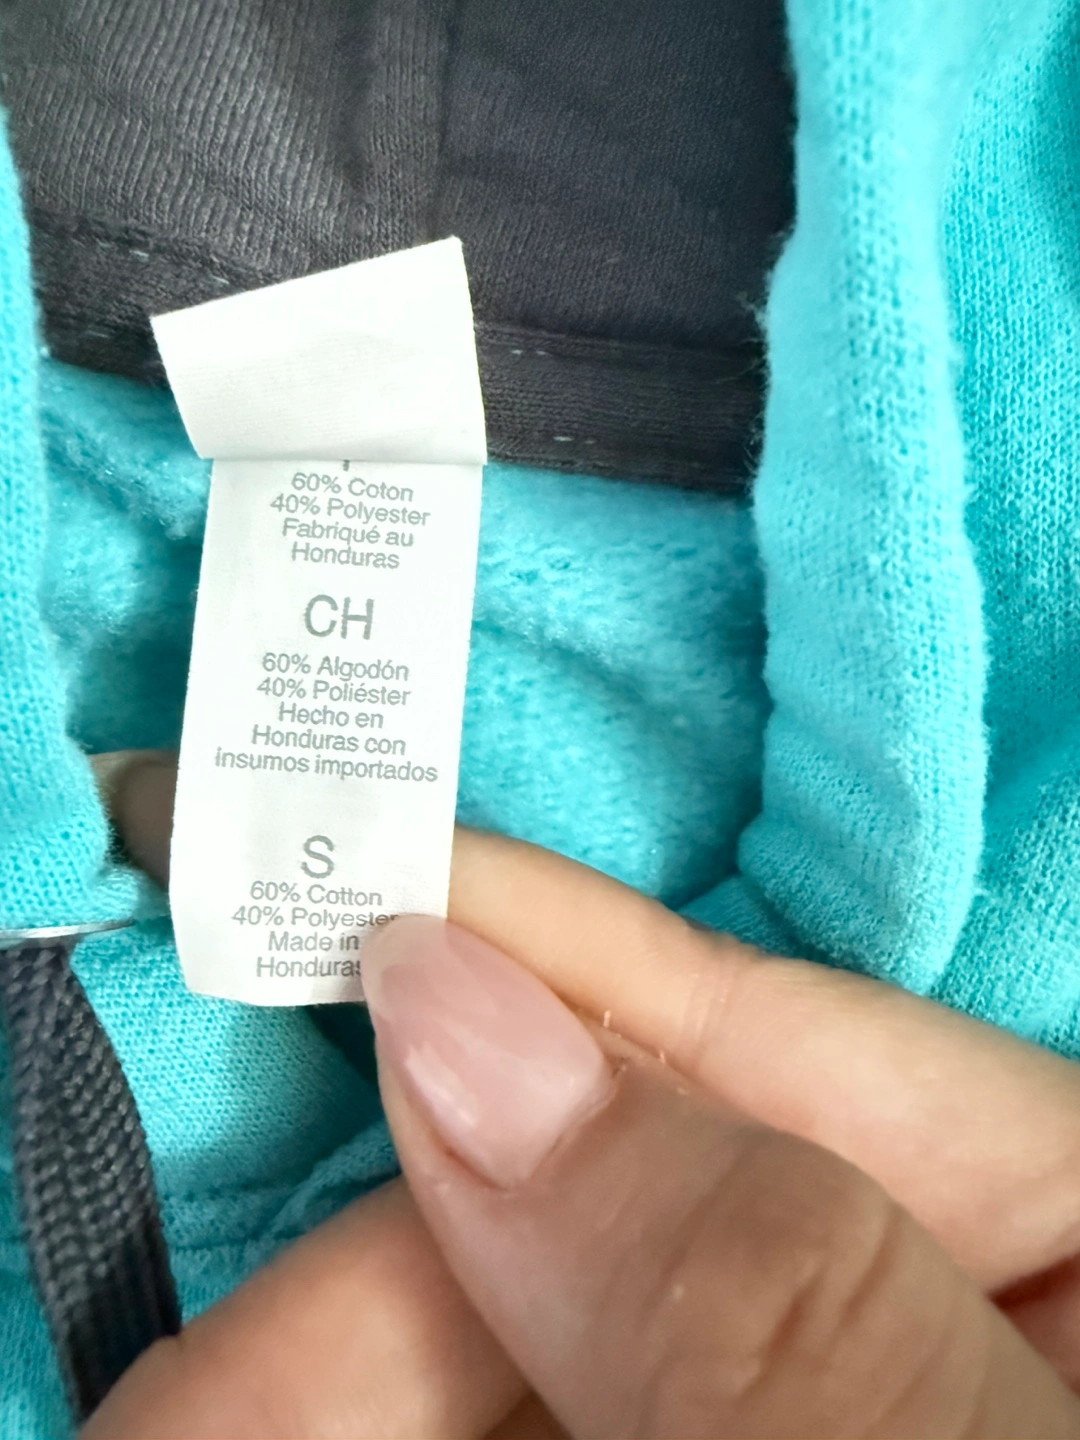 60% Coton
40% Polyester
Fabriqué au
Honduras
CH
60% Algodón
40% Poliéster
Hecho en
Honduras con
insumos importados
S
60% Cotton
40% Polyester
Made in
Honduras